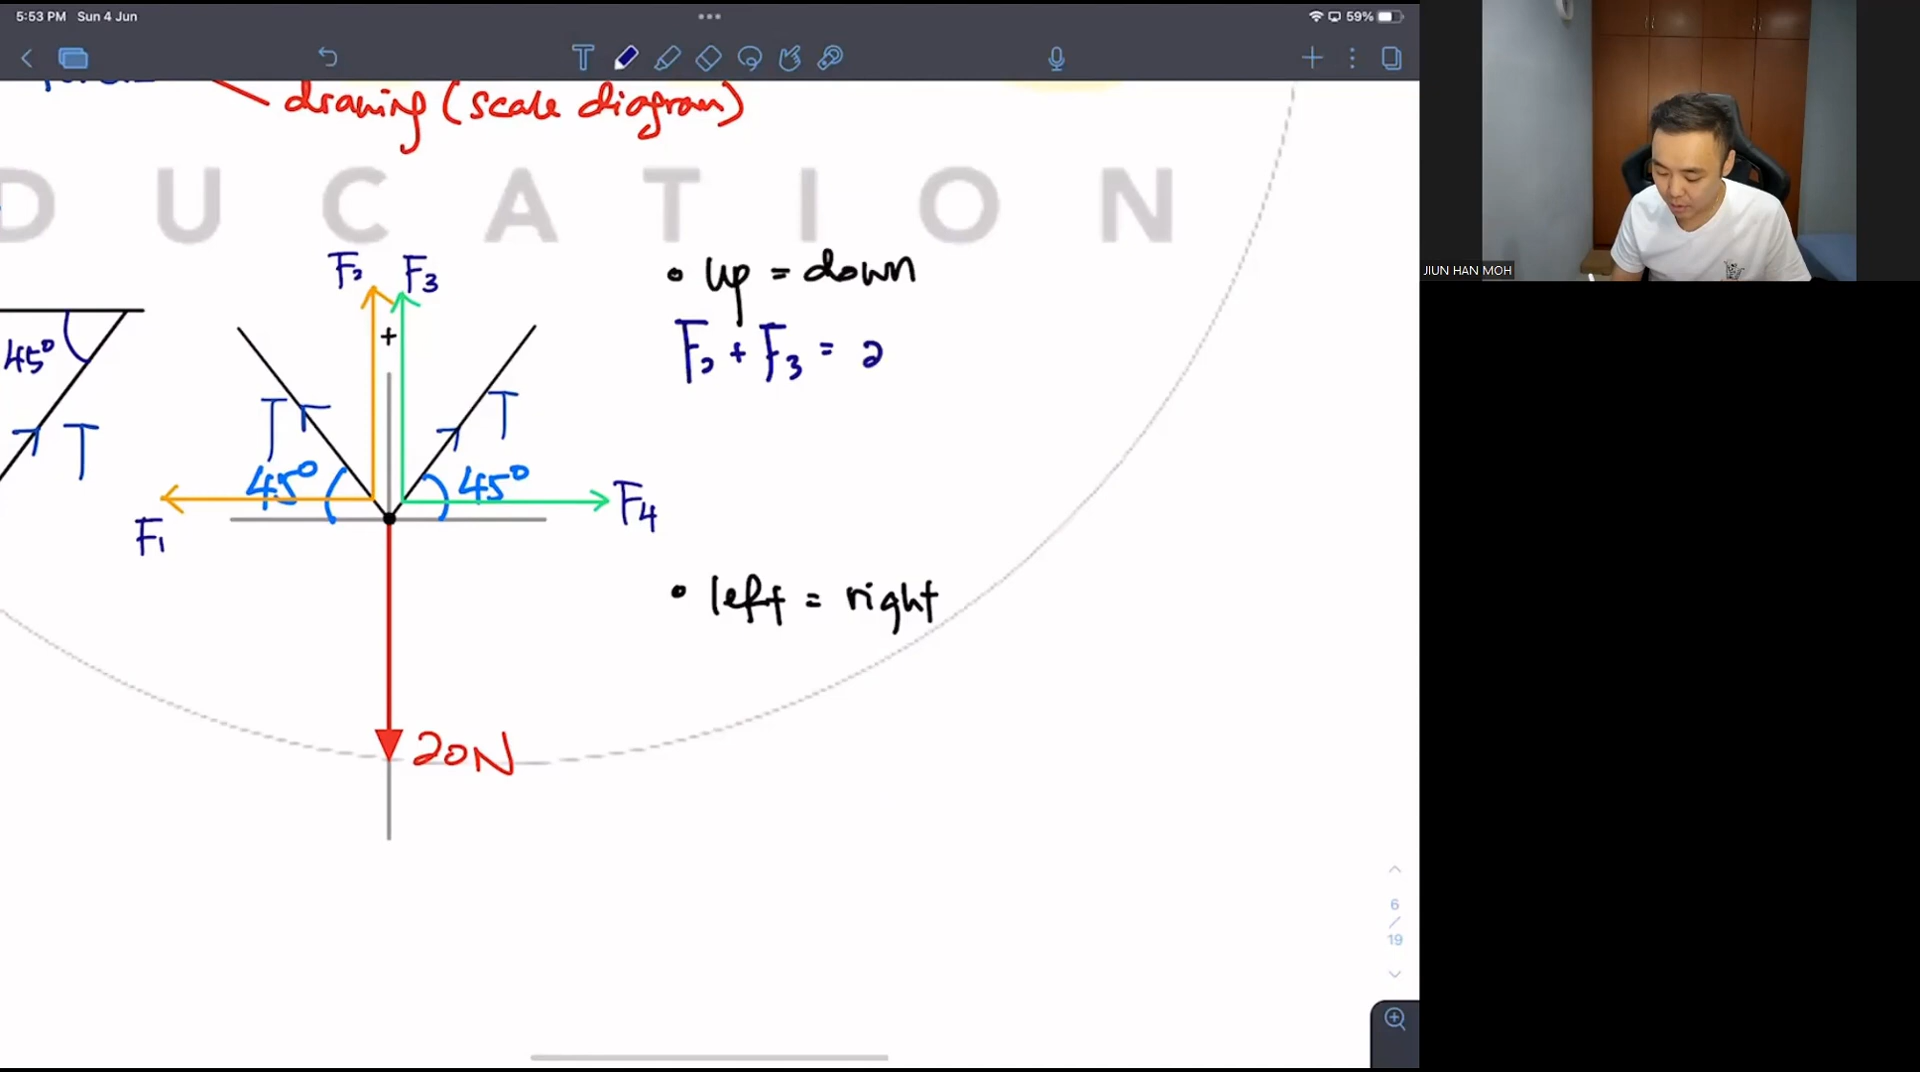 5:53 PM Sun 4 Jun
59%
drawing (scale diagram)
DUCATION
F₂ F₃
• up = down
+
F₂ + F₃ = 2
45°
T
T
T
45°
45°
F₁
F₄
• left = right
20N
6
/
19
JIUN HAN MOH